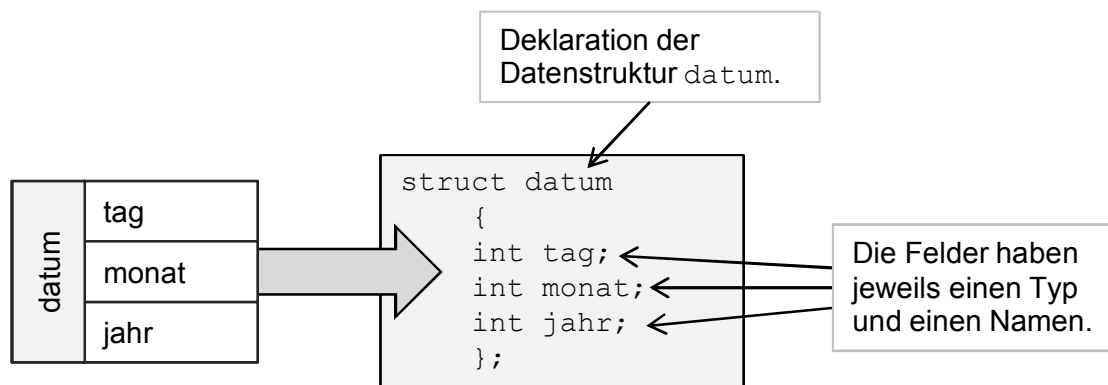 Deklaration der
Datenstruktur datum.
datum
tag
monat
jahr
struct datum
{
int tag;
int monat;
int jahr;
};
Die Felder haben
jeweils einen Typ
und einen Namen.